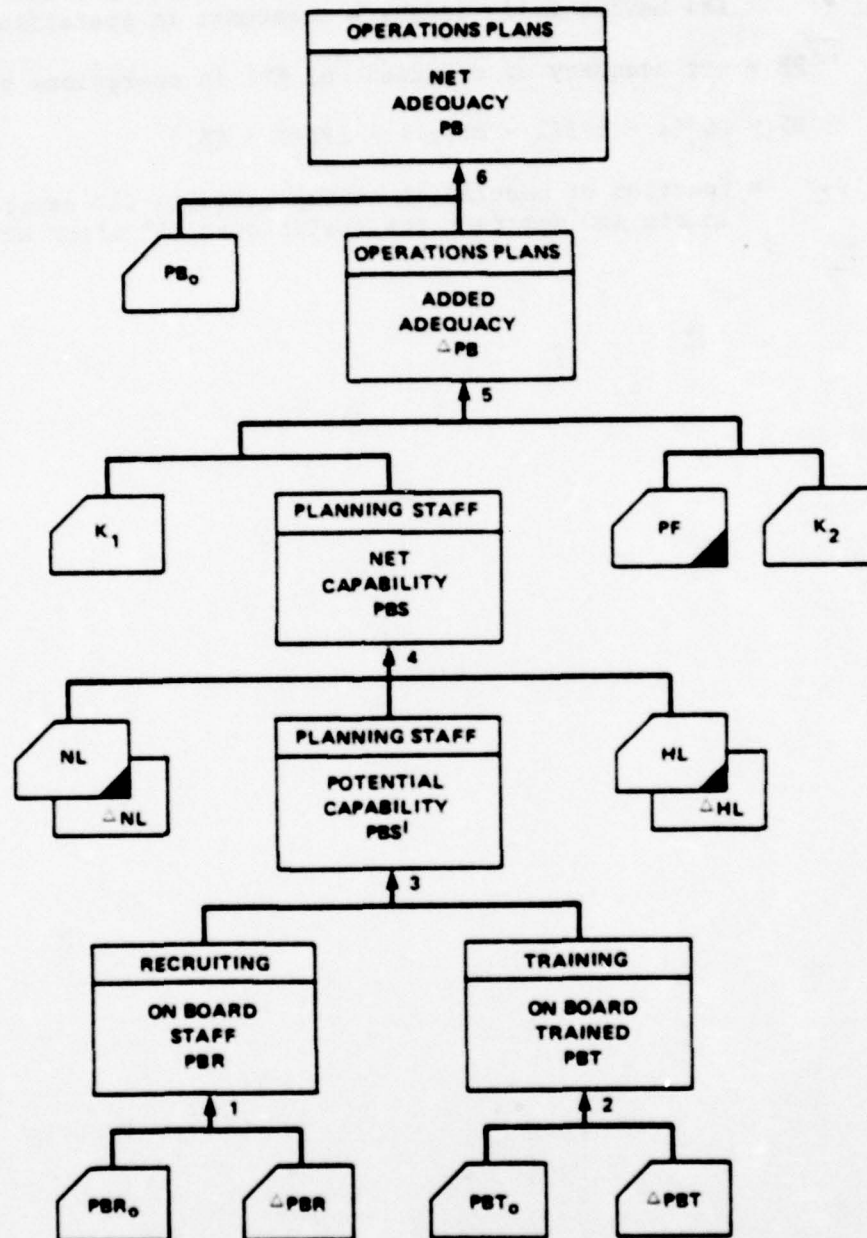 OPERATIONS PLANS
NET
ADEQUACY
PB
6
PB₀
OPERATIONS PLANS
ADDED
ADEQUACY
△PB
5
K₁
PLANNING STAFF
NET
CAPABILITY
PBS
PF
K₂
4
NL
△NL
PLANNING STAFF
POTENTIAL
CAPABILITY
PBS'
HL
△HL
3
RECRUITING
ON BOARD
STAFF
PBR
TRAINING
ON BOARD
TRAINED
PBT
1
2
PBR₀
△PBR
PBT₀
△PBT